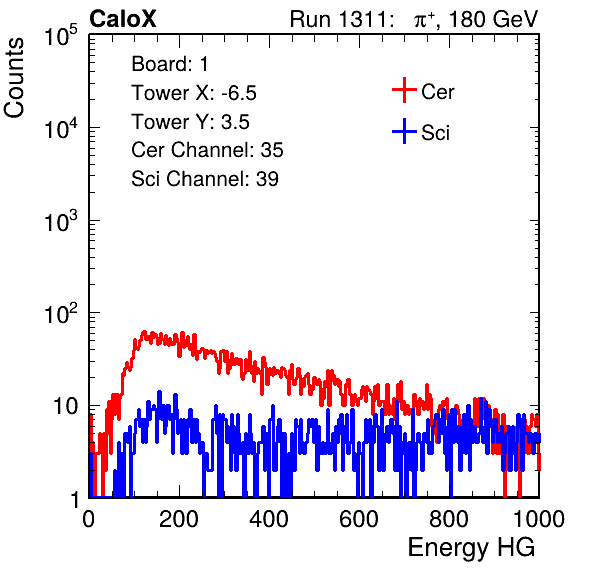 CaloX Run 1311: π⁺, 180 GeV
Counts
10⁵
10⁴
10³
10²
10
1
Board: 1
Tower X: -6.5
Tower Y: 3.5
Cer Channel: 35
Sci Channel: 39
Cer
Sci
0 200 400 600 800 1000
Energy HG